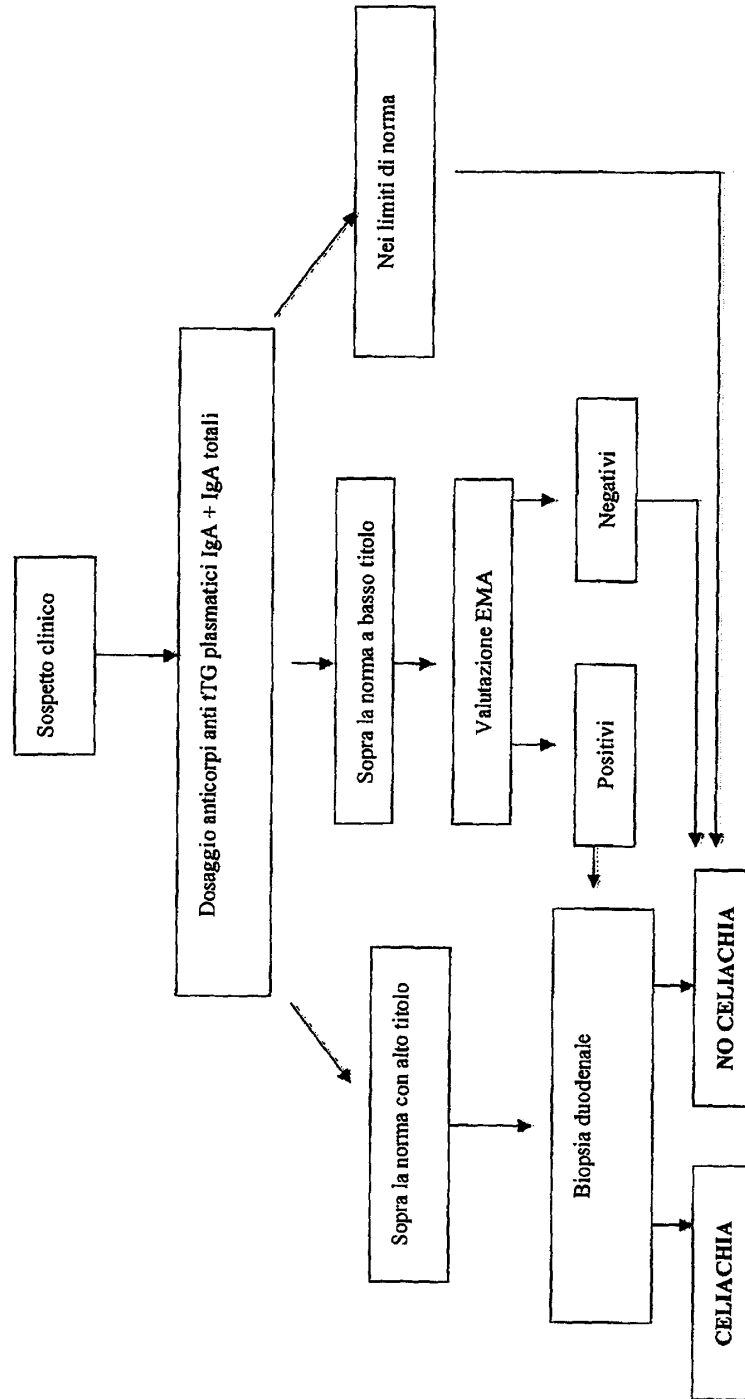 Sospetto clinico
Dosaggio anticorpi anti tTG plasmatici IgA + IgA totali
Sopra la norma con alto titolo
Sopra la norma a basso titolo
Nei limiti di norma
Valutazione EMA
Positivi
Negativi
Biopsia duodenale
CELIACHIA
NO CELIACHIA